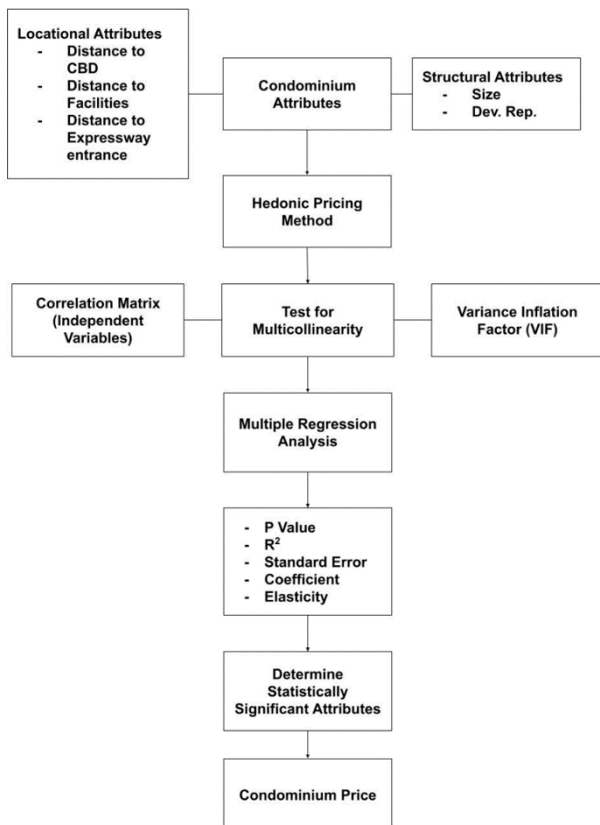 Locational Attributes
- Distance to
CBD
- Distance to
Facilities
- Distance to
Expressway
entrance
Condominium
Attributes
Structural Attributes
- Size
- Dev. Rep.
Hedonic Pricing
Method
Correlation Matrix
(Independent
Variables)
Test for
Multicollinearity
Variance Inflation
Factor (VIF)
Multiple Regression
Analysis
- P Value
- R²
- Standard Error
- Coefficient
- Elasticity
Determine
Statistically
Significant Attributes
Condominium Price